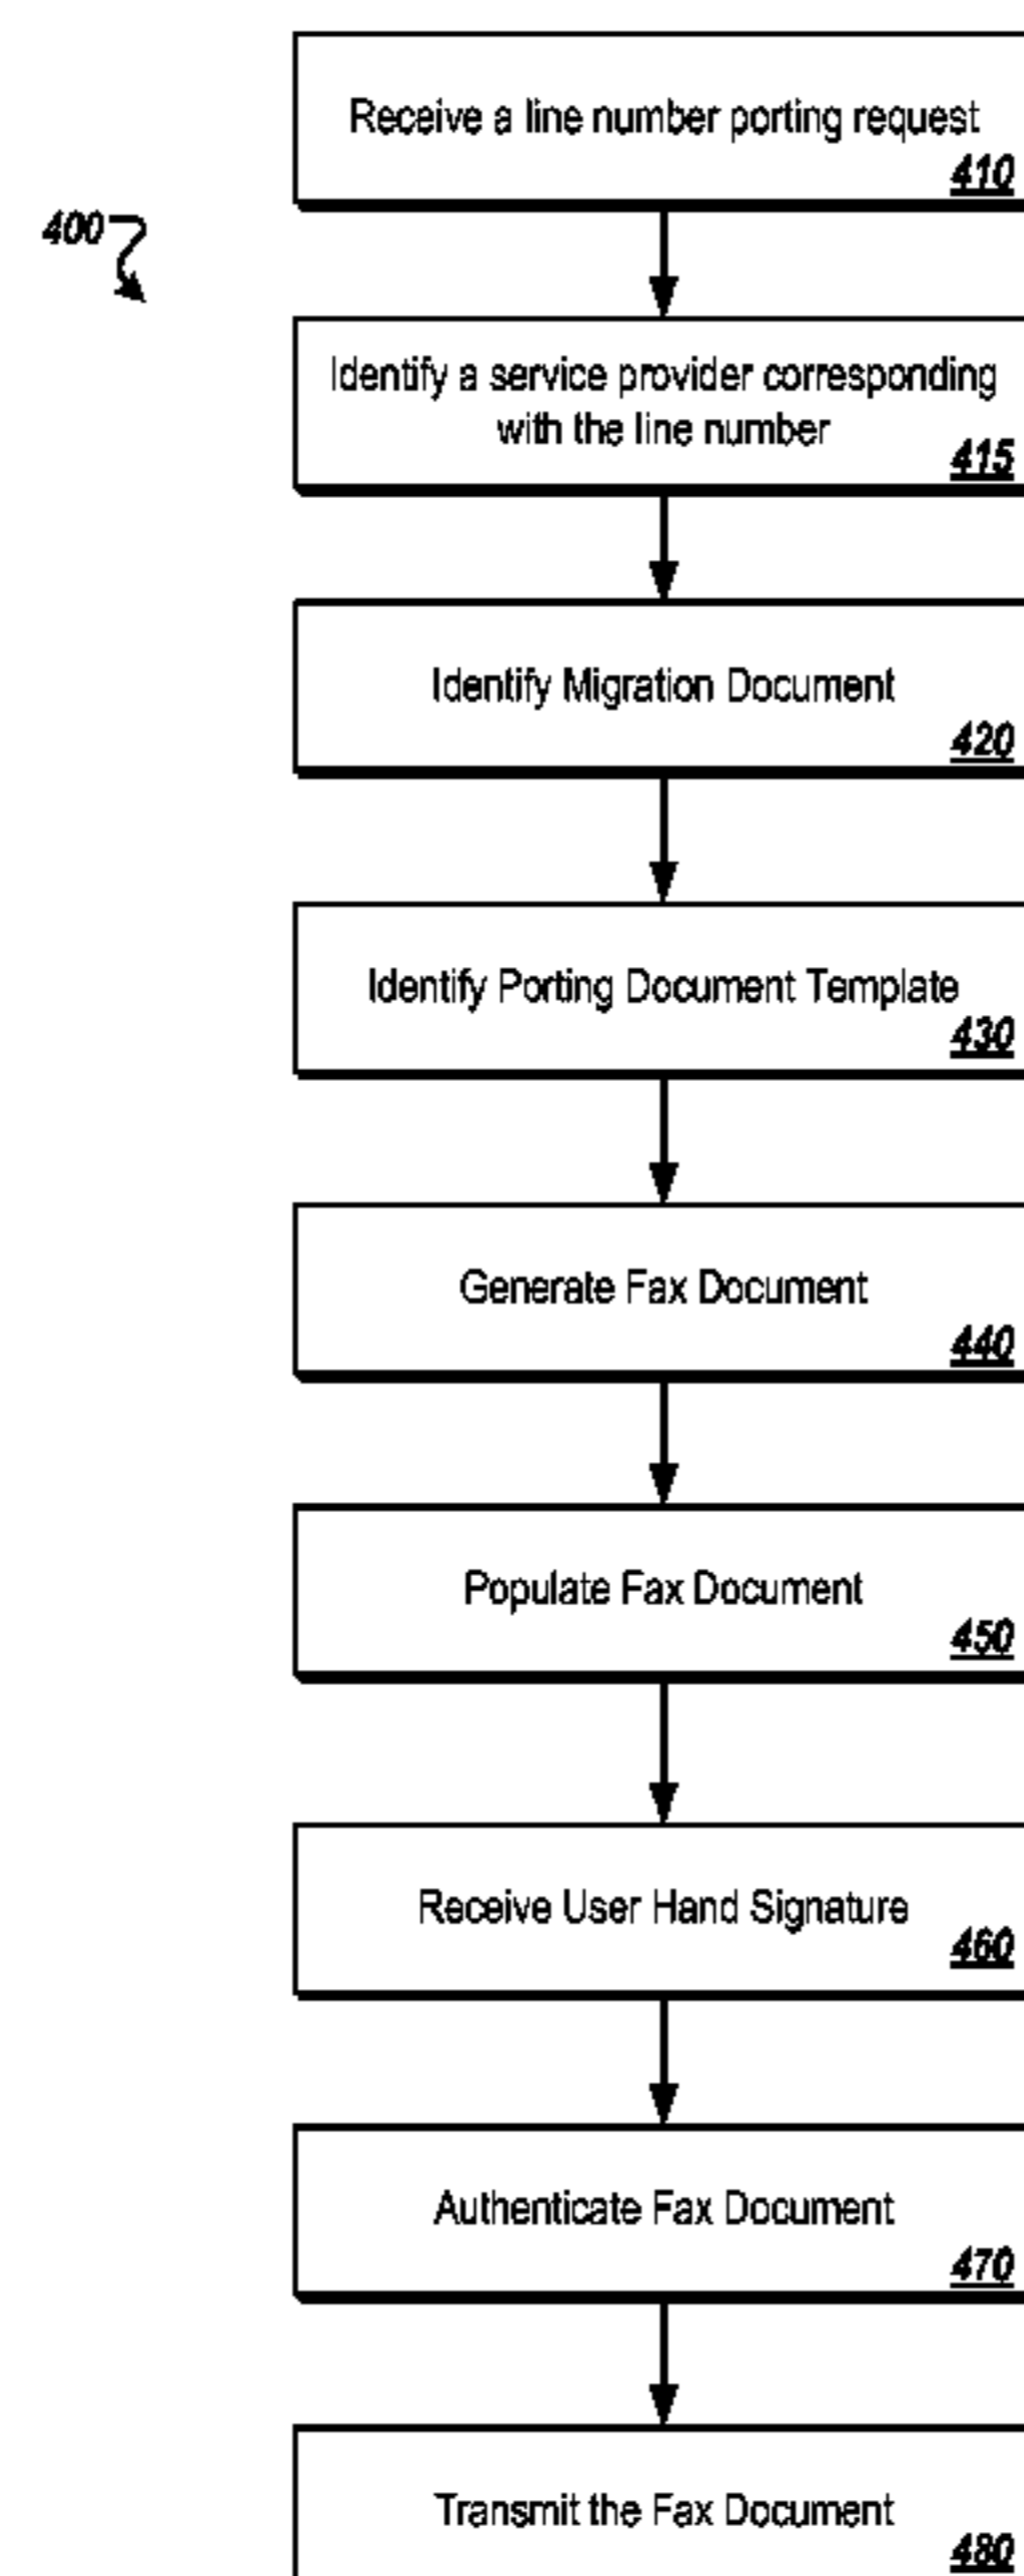 Receive a line number porting request
410
400
Identify a service provider corresponding
with the line number
415
Identify Migration Document
420
Identify Porting Document Template
430
Generate Fax Document
440
Populate Fax Document
450
Receive User Hand Signature
460
Authenticate Fax Document
470
Transmit the Fax Document
480